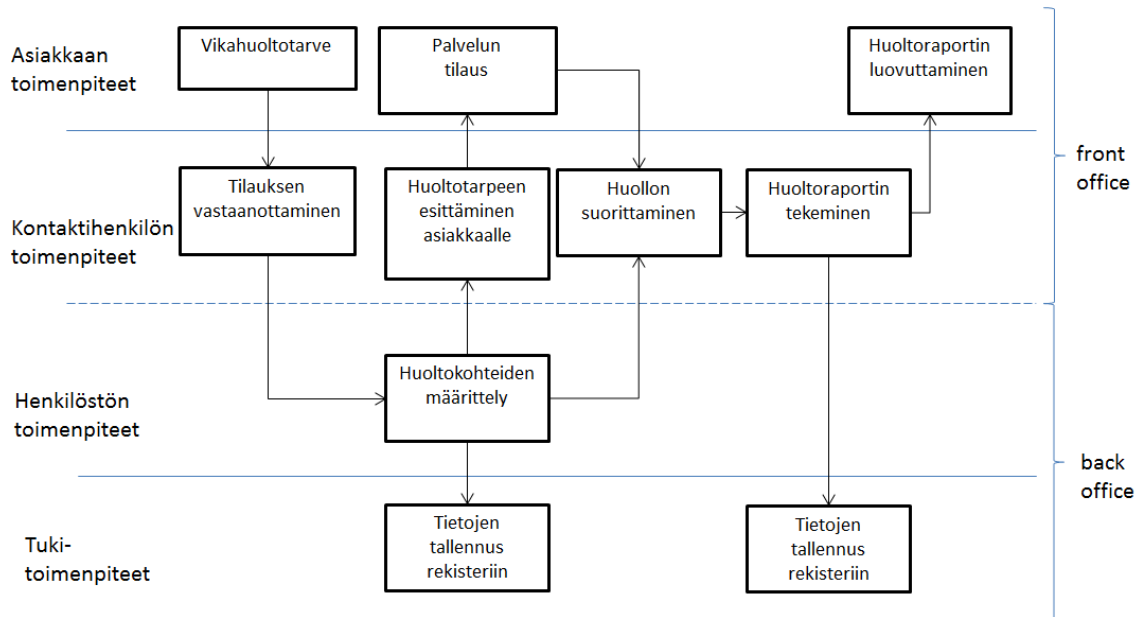 Asiakkaan
toimenpiteet
Vikahuoltotarve
Palvelun
tilaus
Huoltoraportin
luovuttaminen
Kontaktihenkilön
toimenpiteet
Tilauksen
vastaanottaminen
Huoltotarpeen
esittäminen
asiakkaalle
Huollon
suorittaminen
Huoltoraportin
tekeminen
front
office
Henkilöstön
toimenpiteet
Huoltokohteiden
määrittely
back
office
Tuki-
toimenpiteet
Tietojen
tallennus
rekisteriin
Tietojen
tallennus
rekisteriin